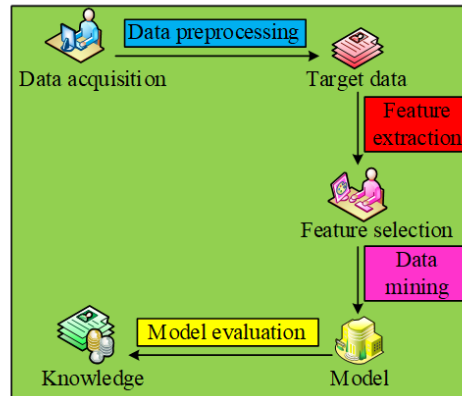 Data preprocessing
Data acquisition
Target data
Feature
extraction
Feature selection
Data
mining
Model evaluation
Knowledge
Model